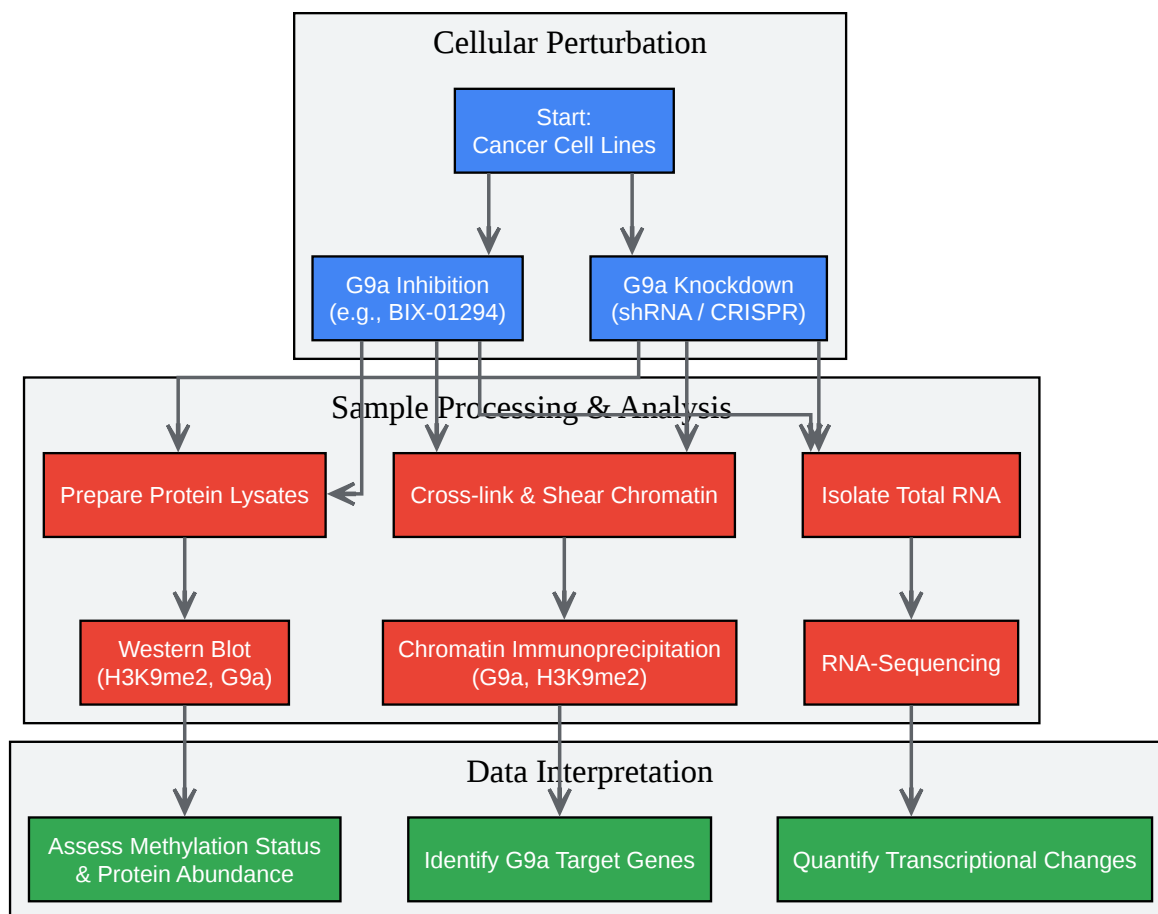 Cellular Perturbation
Start:
Cancer Cell Lines
G9a Inhibition
(e.g., BIX-01294)
G9a Knockdown
(shRNA / CRISPR)
Sample Processing & Analysis
Prepare Protein Lysates
Cross-link & Shear Chromatin
Isolate Total RNA
Western Blot
(H3K9me2, G9a)
Chromatin Immunoprecipitation
(G9a, H3K9me2)
RNA-Sequencing
Data Interpretation
Assess Methylation Status
& Protein Abundance
Identify G9a Target Genes
Quantify Transcriptional Changes